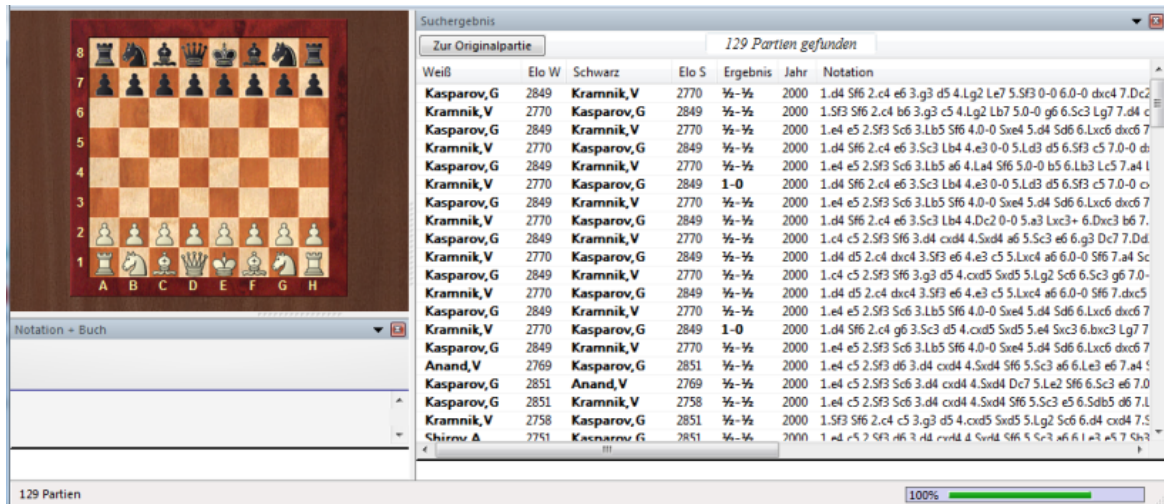 Suchergebnis
Zur Originalpartie 129 Partien gefunden
Weiß Elo W Schwarz Elo S Ergebnis Jahr Notation
Kasparov, G 2849 Kramnik, V 2770 ½-½ 2000 1.d4 Sf6 2.c4 e6 3.g3 d5 4.Lg2 Le7 5.Sf3 0-0 6.0-0 dxc4 7.Dc2
Kramnik, V 2770 Kasparov, G 2849 ½-½ 2000 1.Sf3 Sf6 2.c4 b6 3.g3 c5 4.Lg2 Lb7 5.0-0 g6 6.Sc3 Lg7 7.d4 c
Kasparov, G 2849 Kramnik, V 2770 ½-½ 2000 1.e4 e5 2.Sf3 Sc6 3.Lb5 Sf6 4.0-0 Sxe4 5.d4 Sd6 6.Lxc6 dxc6 7
Kramnik, V 2770 Kasparov, G 2849 ½-½ 2000 1.d4 Sf6 2.c4 e6 3.Sc3 Lb4 4.e3 0-0 5.Ld3 d5 6.Sf3 c5 7.0-0 d
Kasparov, G 2849 Kramnik, V 2770 ½-½ 2000 1.e4 e5 2.Sf3 Sc6 3.Lb5 a6 4.La4 Sf6 5.0-0 b5 6.Lb3 Lc5 7.a4
Kramnik, V 2770 Kasparov, G 2849 1-0 2000 1.d4 Sf6 2.c4 e6 3.Sc3 Lb4 4.e3 0-0 5.Ld3 d5 6.Sf3 c5 7.0-0 c
Kasparov, G 2849 Kramnik, V 2770 ½-½ 2000 1.e4 e5 2.Sf3 Sc6 3.Lb5 Sf6 4.0-0 Sxe4 5.d4 Sd6 6.Lxc6 dxc6 7
Kramnik, V 2770 Kasparov, G 2849 ½-½ 2000 1.d4 Sf6 2.c4 e6 3.Sc3 Lb4 4.Dc2 0-0 5.a3 Lxc3+ 6.Dxc3 b6 7.
Kasparov, G 2849 Kramnik, V 2770 ½-½ 2000 1.c4 c5 2.Sf3 Sf6 3.d4 cxd4 4.Sxd4 a6 5.Sc3 e6 6.g3 Dc7 7.Dd
Kramnik, V 2770 Kasparov, G 2849 ½-½ 2000 1.d4 d5 2.c4 dxc4 3.Sf3 e6 4.e3 c5 5.Lxc4 a6 6.0-0 Sf6 7.a4 Sc
Kasparov, G 2849 Kramnik, V 2770 ½-½ 2000 1.c4 c5 2.Sf3 Sf6 3.g3 d5 4.cxd5 Sxd5 5.Lg2 Sc6 6.Sc3 g6 7.0-
Kramnik, V 2770 Kasparov, G 2849 ½-½ 2000 1.d4 d5 2.c4 dxc4 3.Sf3 e6 4.e3 c5 5.Lxc4 a6 6.0-0 Sf6 7.dxc5
Kasparov, G 2849 Kramnik, V 2770 ½-½ 2000 1.e4 e5 2.Sf3 Sc6 3.Lb5 Sf6 4.0-0 Sxe4 5.d4 Sd6 6.Lxc6 dxc6 7
Kramnik, V 2770 Kasparov, G 2849 1-0 2000 1.d4 Sf6 2.c4 g6 3.Sc3 d5 4.cxd5 Sxd5 5.e4 Sxc3 6.bxc3 Lg7 7
Kasparov, G 2849 Kramnik, V 2770 ½-½ 2000 1.e4 e5 2.Sf3 Sc6 3.Lb5 Sf6 4.0-0 Sxe4 5.d4 Sd6 6.Lxc6 dxc6 7
Anand, V 2769 Kasparov, G 2851 ½-½ 2000 1.e4 c5 2.Sf3 d6 3.d4 cxd4 4.Sxd4 Sf6 5.Sc3 a6 6.Le3 e6 7.a4
Kasparov, G 2851 Anand, V 2769 ½-½ 2000 1.e4 c5 2.Sf3 Sc6 3.d4 cxd4 4.Sxd4 Dc7 5.Le2 Sf6 6.Sc3 e6 7.0
Kasparov, G 2851 Kramnik, V 2758 ½-½ 2000 1.e4 c5 2.Sf3 Sc6 3.d4 cxd4 4.Sxd4 Sf6 5.Sc3 e5 6.Sdb5 d6 7.L
Kramnik, V 2758 Kasparov, G 2851 ½-½ 2000 1.Sf3 Sf6 2.c4 c5 3.g3 d5 4.cxd5 Sxd5 5.Lg2 Sc6 6.d4 cxd4 7.S
Shirov, A 2751 Kasparov, G 2851 ½-½ 2000 1.e4 c5 2.Sf3 d6 3.d4 cxd4 4.Sxd4 Sf6 5.Sc3 a6 6.Le3 e5 7.Sb3
8
7
6
5
4
3
2
1
A B C D E F G H
Notation + Buch
129 Partien
100%